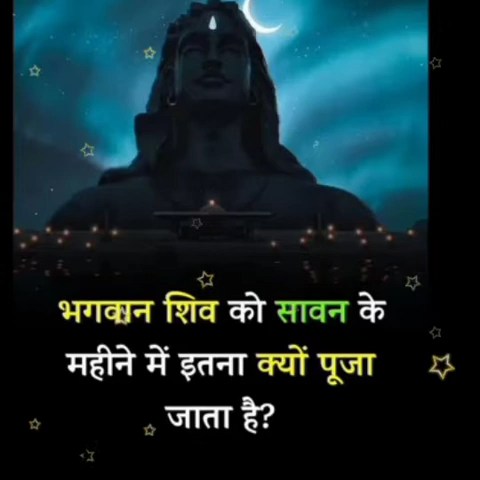 भगवान शिव को सावन के
महीने में इतना क्यों पूजा
जाता है?